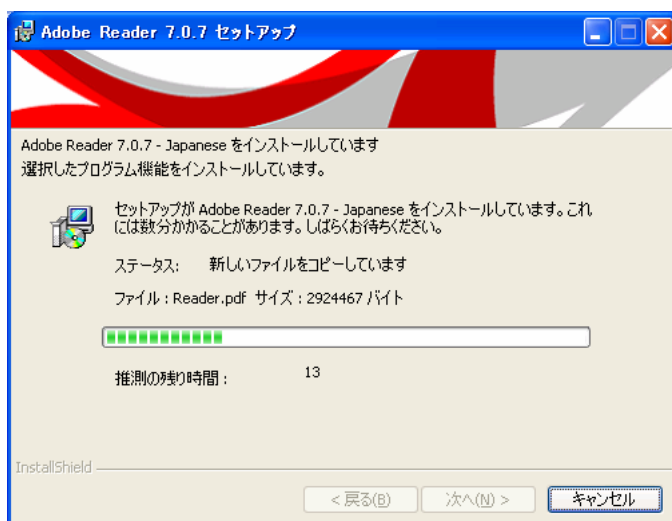 Adobe Reader 7.0.7 セットアップ
Adobe Reader 7.0.7 - Japanese をインストールしています
選択したプログラム機能をインストールしています。
セットアップが Adobe Reader 7.0.7 - Japanese をインストールしています。これ
には数分かかることがあります。しばらくお待ちください。
ステータス: 新しいファイルをコピーしています
ファイル : Reader.pdf サイズ : 2924467 バイト
推測の残り時間 : 13
InstallShield
< 戻る(B) 次へ(N) > キャンセル